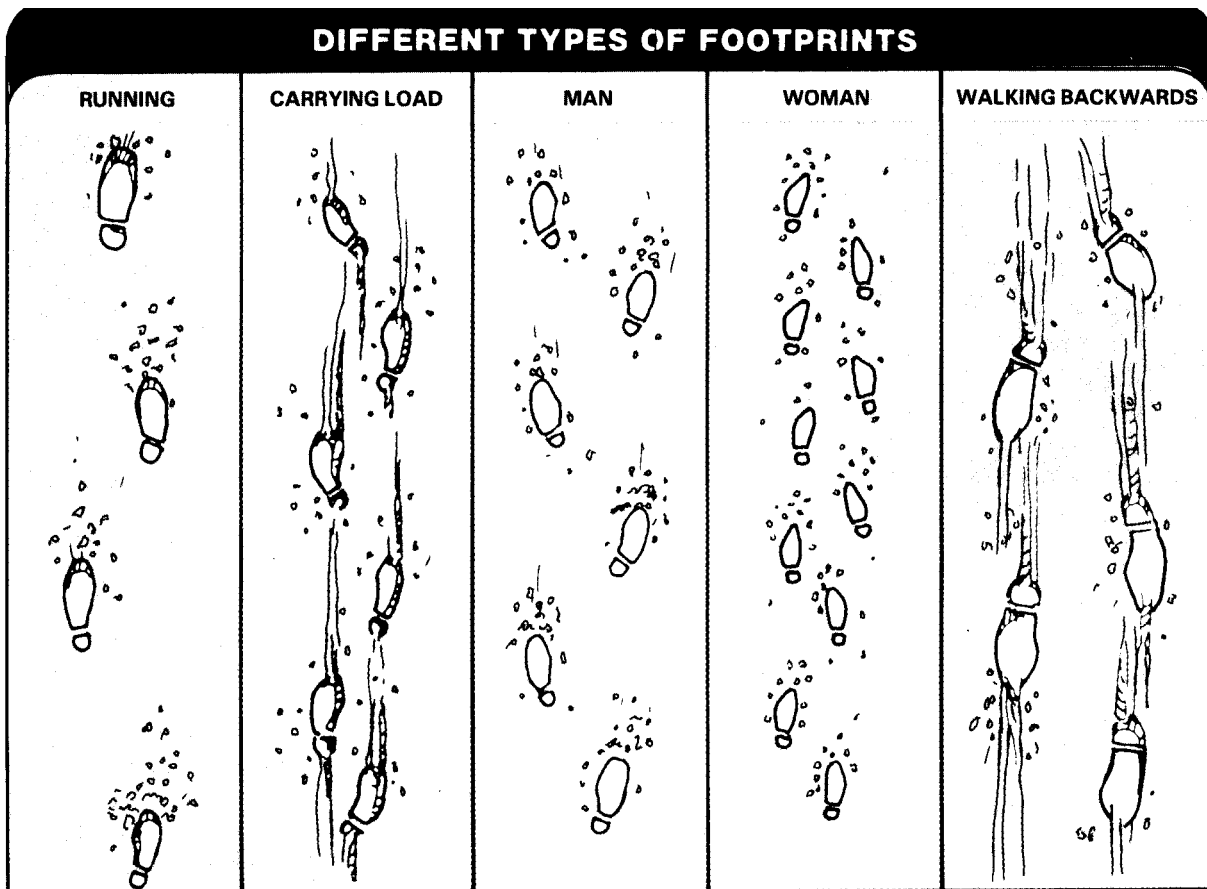 DIFFERENT TYPES OF FOOTPRINTS
RUNNING
CARRYING LOAD
MAN
WOMAN
WALKING BACKWARDS